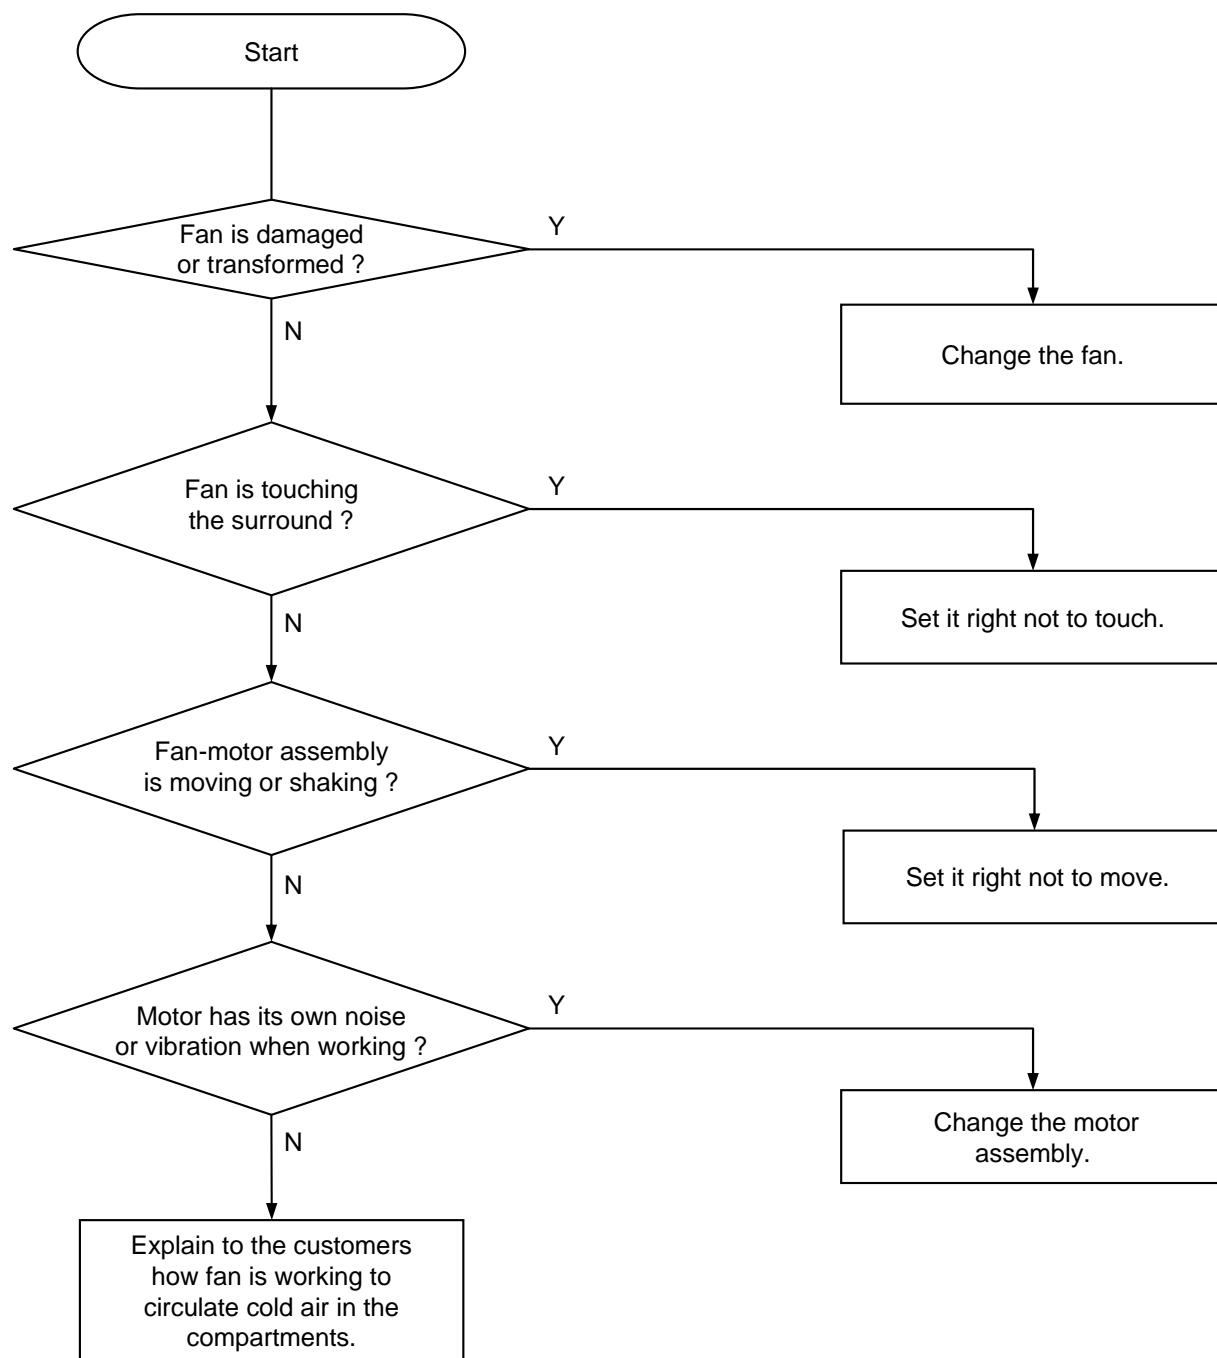 Start
Fan is damaged
or transformed ?
Y
N
Change the fan.
Fan is touching
the surround ?
Y
N
Set it right not to touch.
Fan-motor assembly
is moving or shaking ?
Y
N
Set it right not to move.
Motor has its own noise
or vibration when working ?
Y
N
Change the motor
assembly.
Explain to the customers
how fan is working to
circulate cold air in the
compartments.